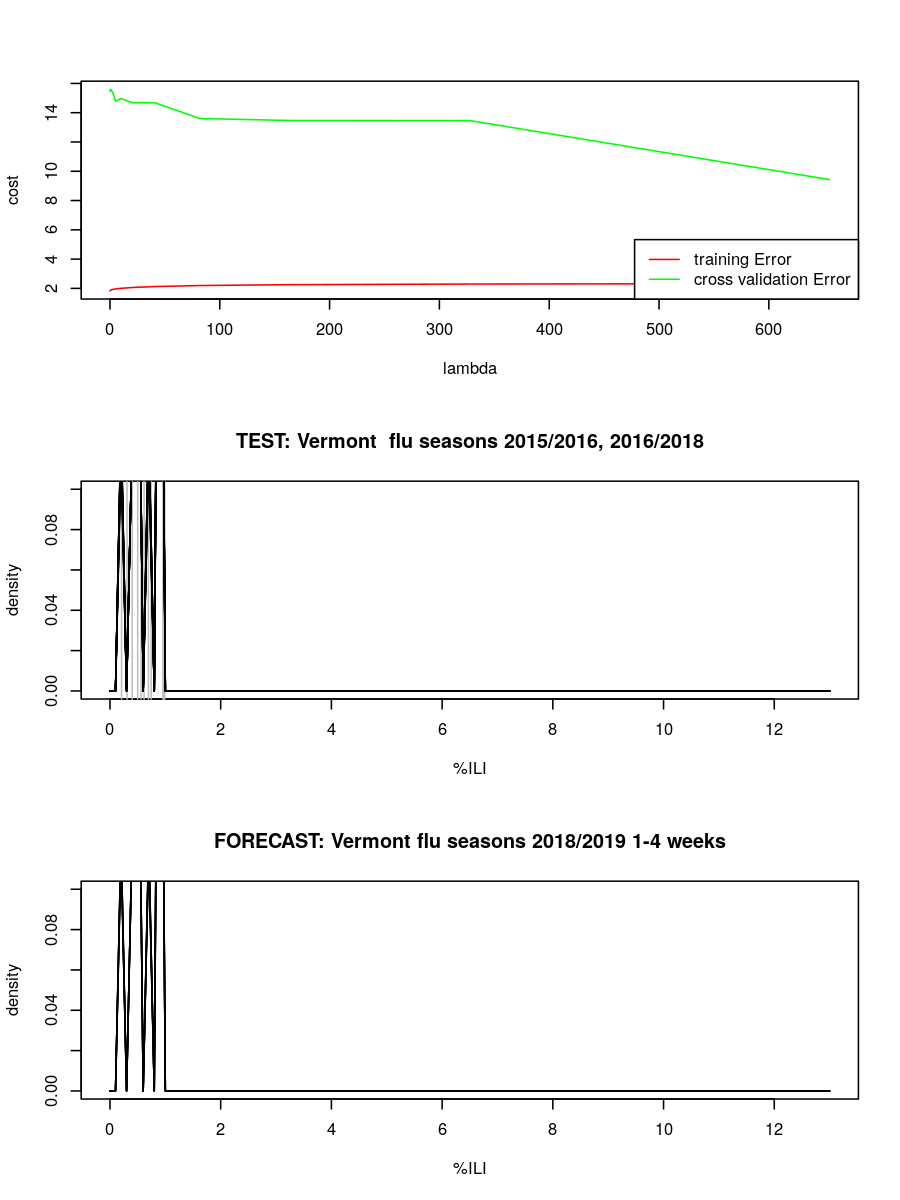 14
10
8
6
4
2
cost
training Error
cross validation Error
0 100 200 300 400 500 600
lambda
TEST: Vermont  flu seasons 2015/2016, 2016/2018
0.08
0.04
0.00
density
0 2 4 6 8 10 12
%ILI
FORECAST: Vermont flu seasons 2018/2019 1-4 weeks
0.08
0.04
0.00
density
0 2 4 6 8 10 12
%ILI